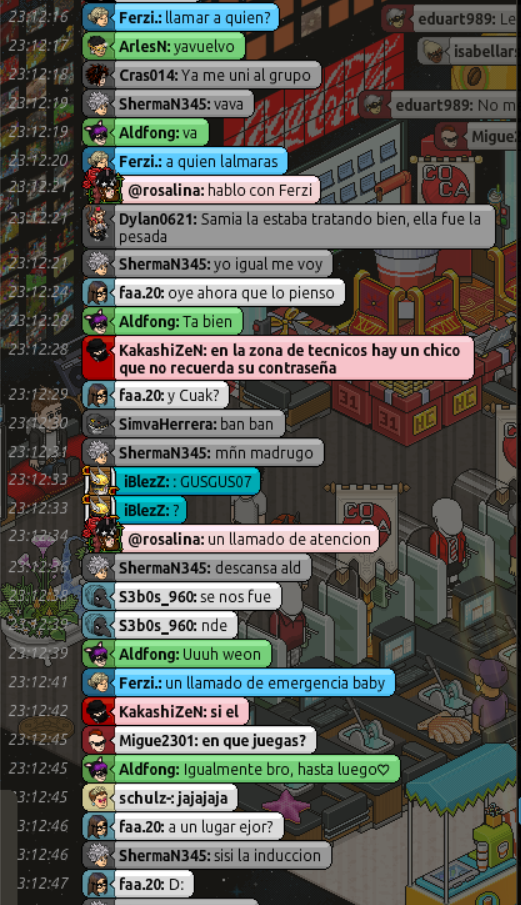 23:12:16 Ferzi.: llamar a quien?
eduart989: Le
23:12:17 ArlesN: yavuelvo
isabellars
23:12:18 Cras014: Ya me uni al grupo
23:12:19 ShermaN345: vava
eduart989: No m
23:12:19 Aldfong: va
Migue2
23:12:20 Ferzi.: a quien lalmaras
23:12:21 @rosalina: hablo con Ferzi
23:12:21 Dylan0621: Samia la estaba tratando bien, ella fue la
pesada
23:12:21 ShermaN345: yo igual me voy
23:12:24 faa.20: oye ahora que lo pienso
23:12:28 Aldfong: Ta bien
23:12:28 KakashiZeN: en la zona de tecnicos hay un chico
que no recuerda su contraseña
23:12:29 faa.20: y Cuak?
23:12:30 SimvaHerrera: ban ban
23:12:31 ShermaN345: mñn madrugo
23:12:33 iBlezZ: : GUSGUS07
23:12:33 iBlezZ: ?
23:12:34 @rosalina: un llamado de atencion
23:12:36 ShermaN345: descansa ald
23:12:38 S3b0s_960: se nos fue
23:12:39 S3b0s_960: nde
23:12:39 Aldfong: Uuuh weon
23:12:41 Ferzi.: un llamado de emergencia baby
23:12:42 KakashiZeN: si el
23:12:45 Migue2301: en que juegas?
23:12:45 Aldfong: Igualmente bro, hasta luego♡
23:12:45 schulz-: jajajaja
23:12:46 faa.20: a un lugar ejor?
23:12:46 ShermaN345: sisi la induccion
3:12:47 faa.20: D:
Coca-Cola
CO
CA
XVIII
XVIII
31
31
HC
HC
CO
CA